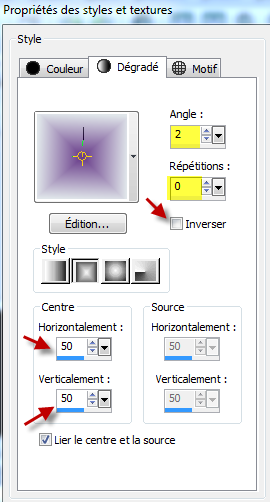 Propriétés des styles et textures
Style
Couleur
Dégradé
Motif
Angle :
2
Répétitions :
0
Édition...
Inverser
Style
Centre
Source
Horizontalement :
Horizontalement :
50
50
Verticalement :
Verticalement :
50
50
Lier le centre et la source